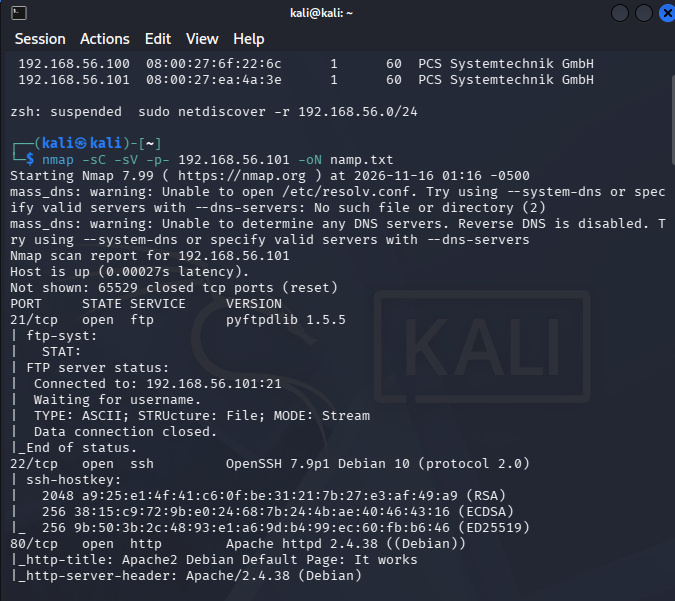 kali@kali: ~
Session Actions Edit View Help
192.168.56.100 08:00:27:6f:22:6c 1 60 PCS Systemtechnik GmbH
192.168.56.101 08:00:27:ea:4a:3e 1 60 PCS Systemtechnik GmbH
zsh: suspended sudo netdiscover -r 192.168.56.0/24
┌──(kali㉿kali)-[~]
└─$ nmap -sC -sV -p- 192.168.56.101 -oN namp.txt
Starting Nmap 7.99 ( https://nmap.org ) at 2026-11-16 01:16 -0500
mass_dns: warning: Unable to open /etc/resolv.conf. Try using --system-dns or spec
ify valid servers with --dns-servers: No such file or directory (2)
mass_dns: warning: Unable to determine any DNS servers. Reverse DNS is disabled. T
ry using --system-dns or specify valid servers with --dns-servers
Nmap scan report for 192.168.56.101
Host is up (0.00027s latency).
Not shown: 65529 closed tcp ports (reset)
PORT STATE SERVICE VERSION
21/tcp open ftp pyftpdlib 1.5.5
| ftp-syst:
| STAT:
| FTP server status:
| Connected to: 192.168.56.101:21
| Waiting for username.
| TYPE: ASCII; STRUcture: File; MODE: Stream
| Data connection closed.
|_End of status.
22/tcp open ssh OpenSSH 7.9p1 Debian 10 (protocol 2.0)
| ssh-hostkey:
| 2048 a9:25:e1:4f:41:c6:0f:be:31:21:7b:27:e3:af:49:a9 (RSA)
| 256 38:15:c9:72:9b:e0:24:68:7b:24:4b:ae:40:46:43:16 (ECDSA)
|_ 256 9b:50:3b:2c:48:93:e1:a6:9d:b4:99:ec:60:fb:b6:46 (ED25519)
80/tcp open http Apache httpd 2.4.38 ((Debian))
|_http-title: Apache2 Debian Default Page: It works
|_http-server-header: Apache/2.4.38 (Debian)
KALI